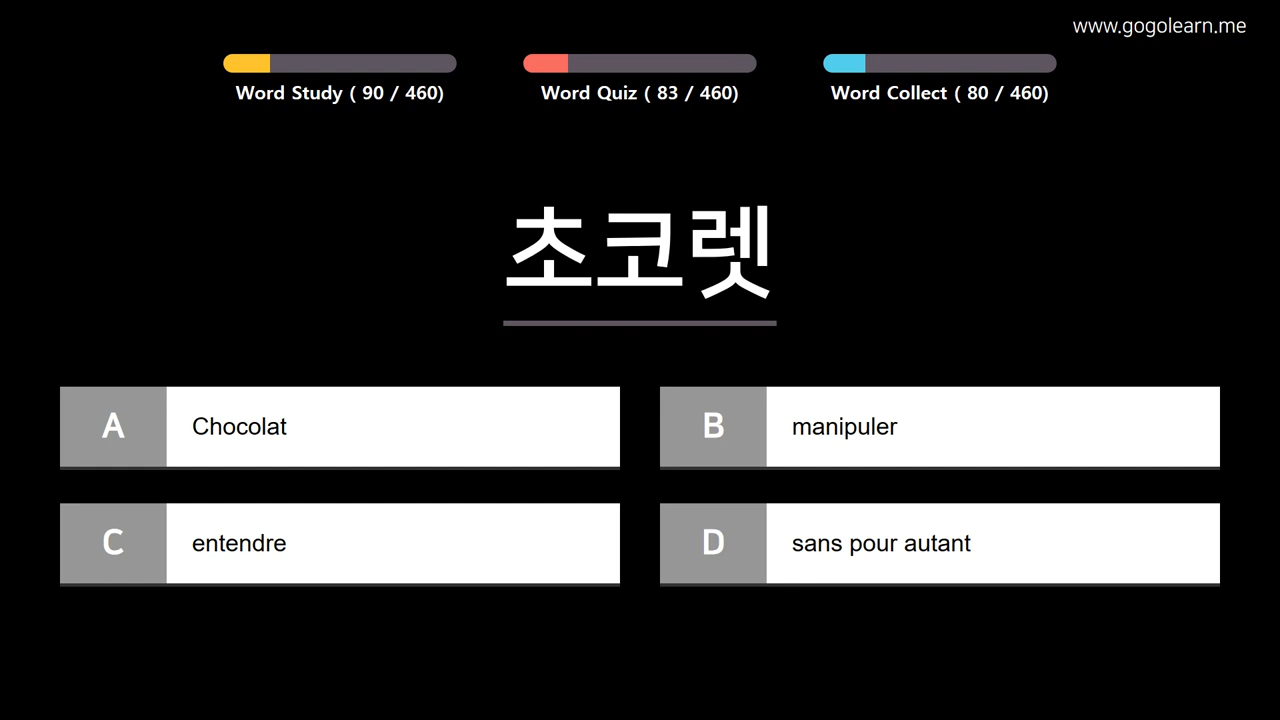 www.gogolearn.me
Word Study ( 90 / 460)
Word Quiz ( 83 / 460)
Word Collect ( 80 / 460)
초코렛
A Chocolat
B manipuler
C entendre
D sans pour autant